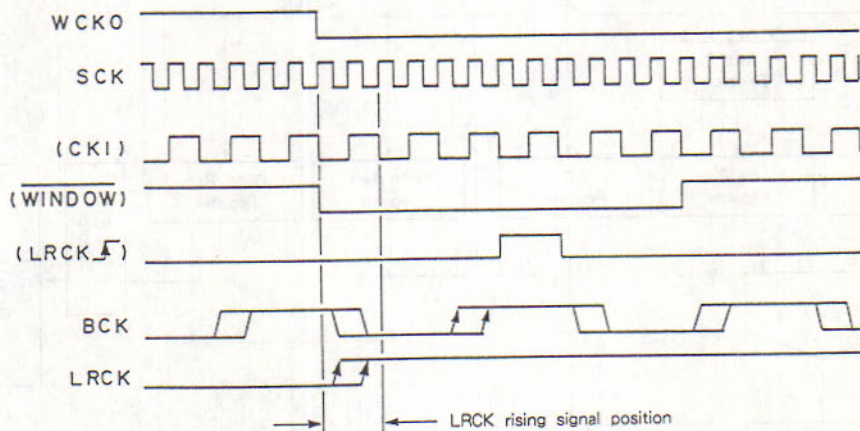 WCKO
SCK
(CKI)
(WINDOW)
(LRCK)
BCK
LRCK
LRCK rising signal position